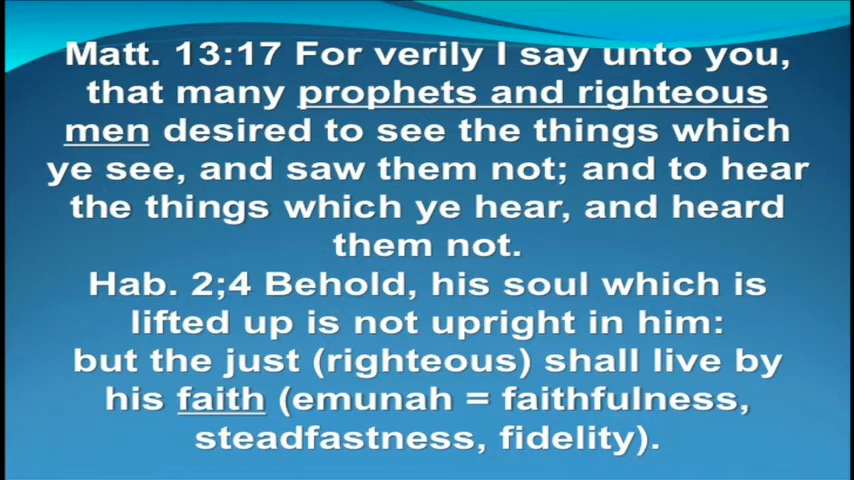 Matt. 13:17 For verily I say unto you,
that many prophets and righteous
men desired to see the things which
ye see, and saw them not; and to hear
the things which ye hear, and heard
them not.
Hab. 2;4 Behold, his soul which is
lifted up is not upright in him:
but the just (righteous) shall live by
his faith (emunah = faithfulness,
steadfastness, fidelity).